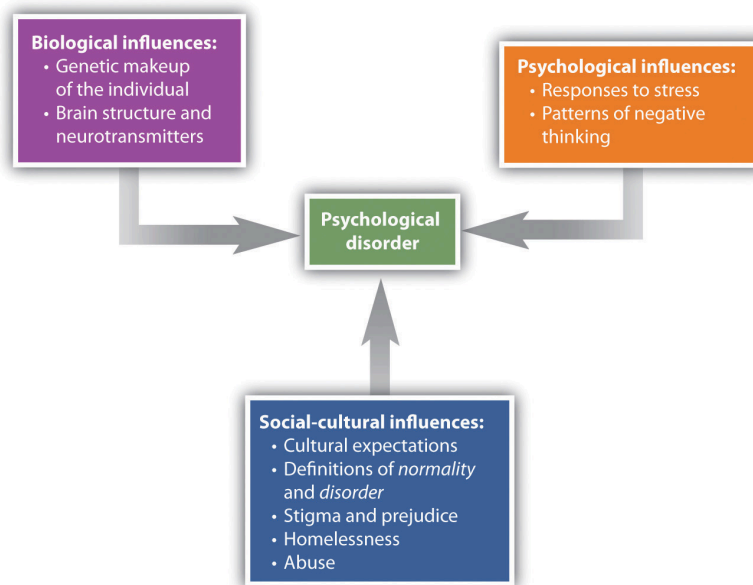 Biological influences:
• Genetic makeup
of the individual
• Brain structure and
neurotransmitters
Psychological influences:
• Responses to stress
• Patterns of negative
thinking
Psychological
disorder
Social-cultural influences:
• Cultural expectations
• Definitions of normality
and disorder
• Stigma and prejudice
• Homelessness
• Abuse